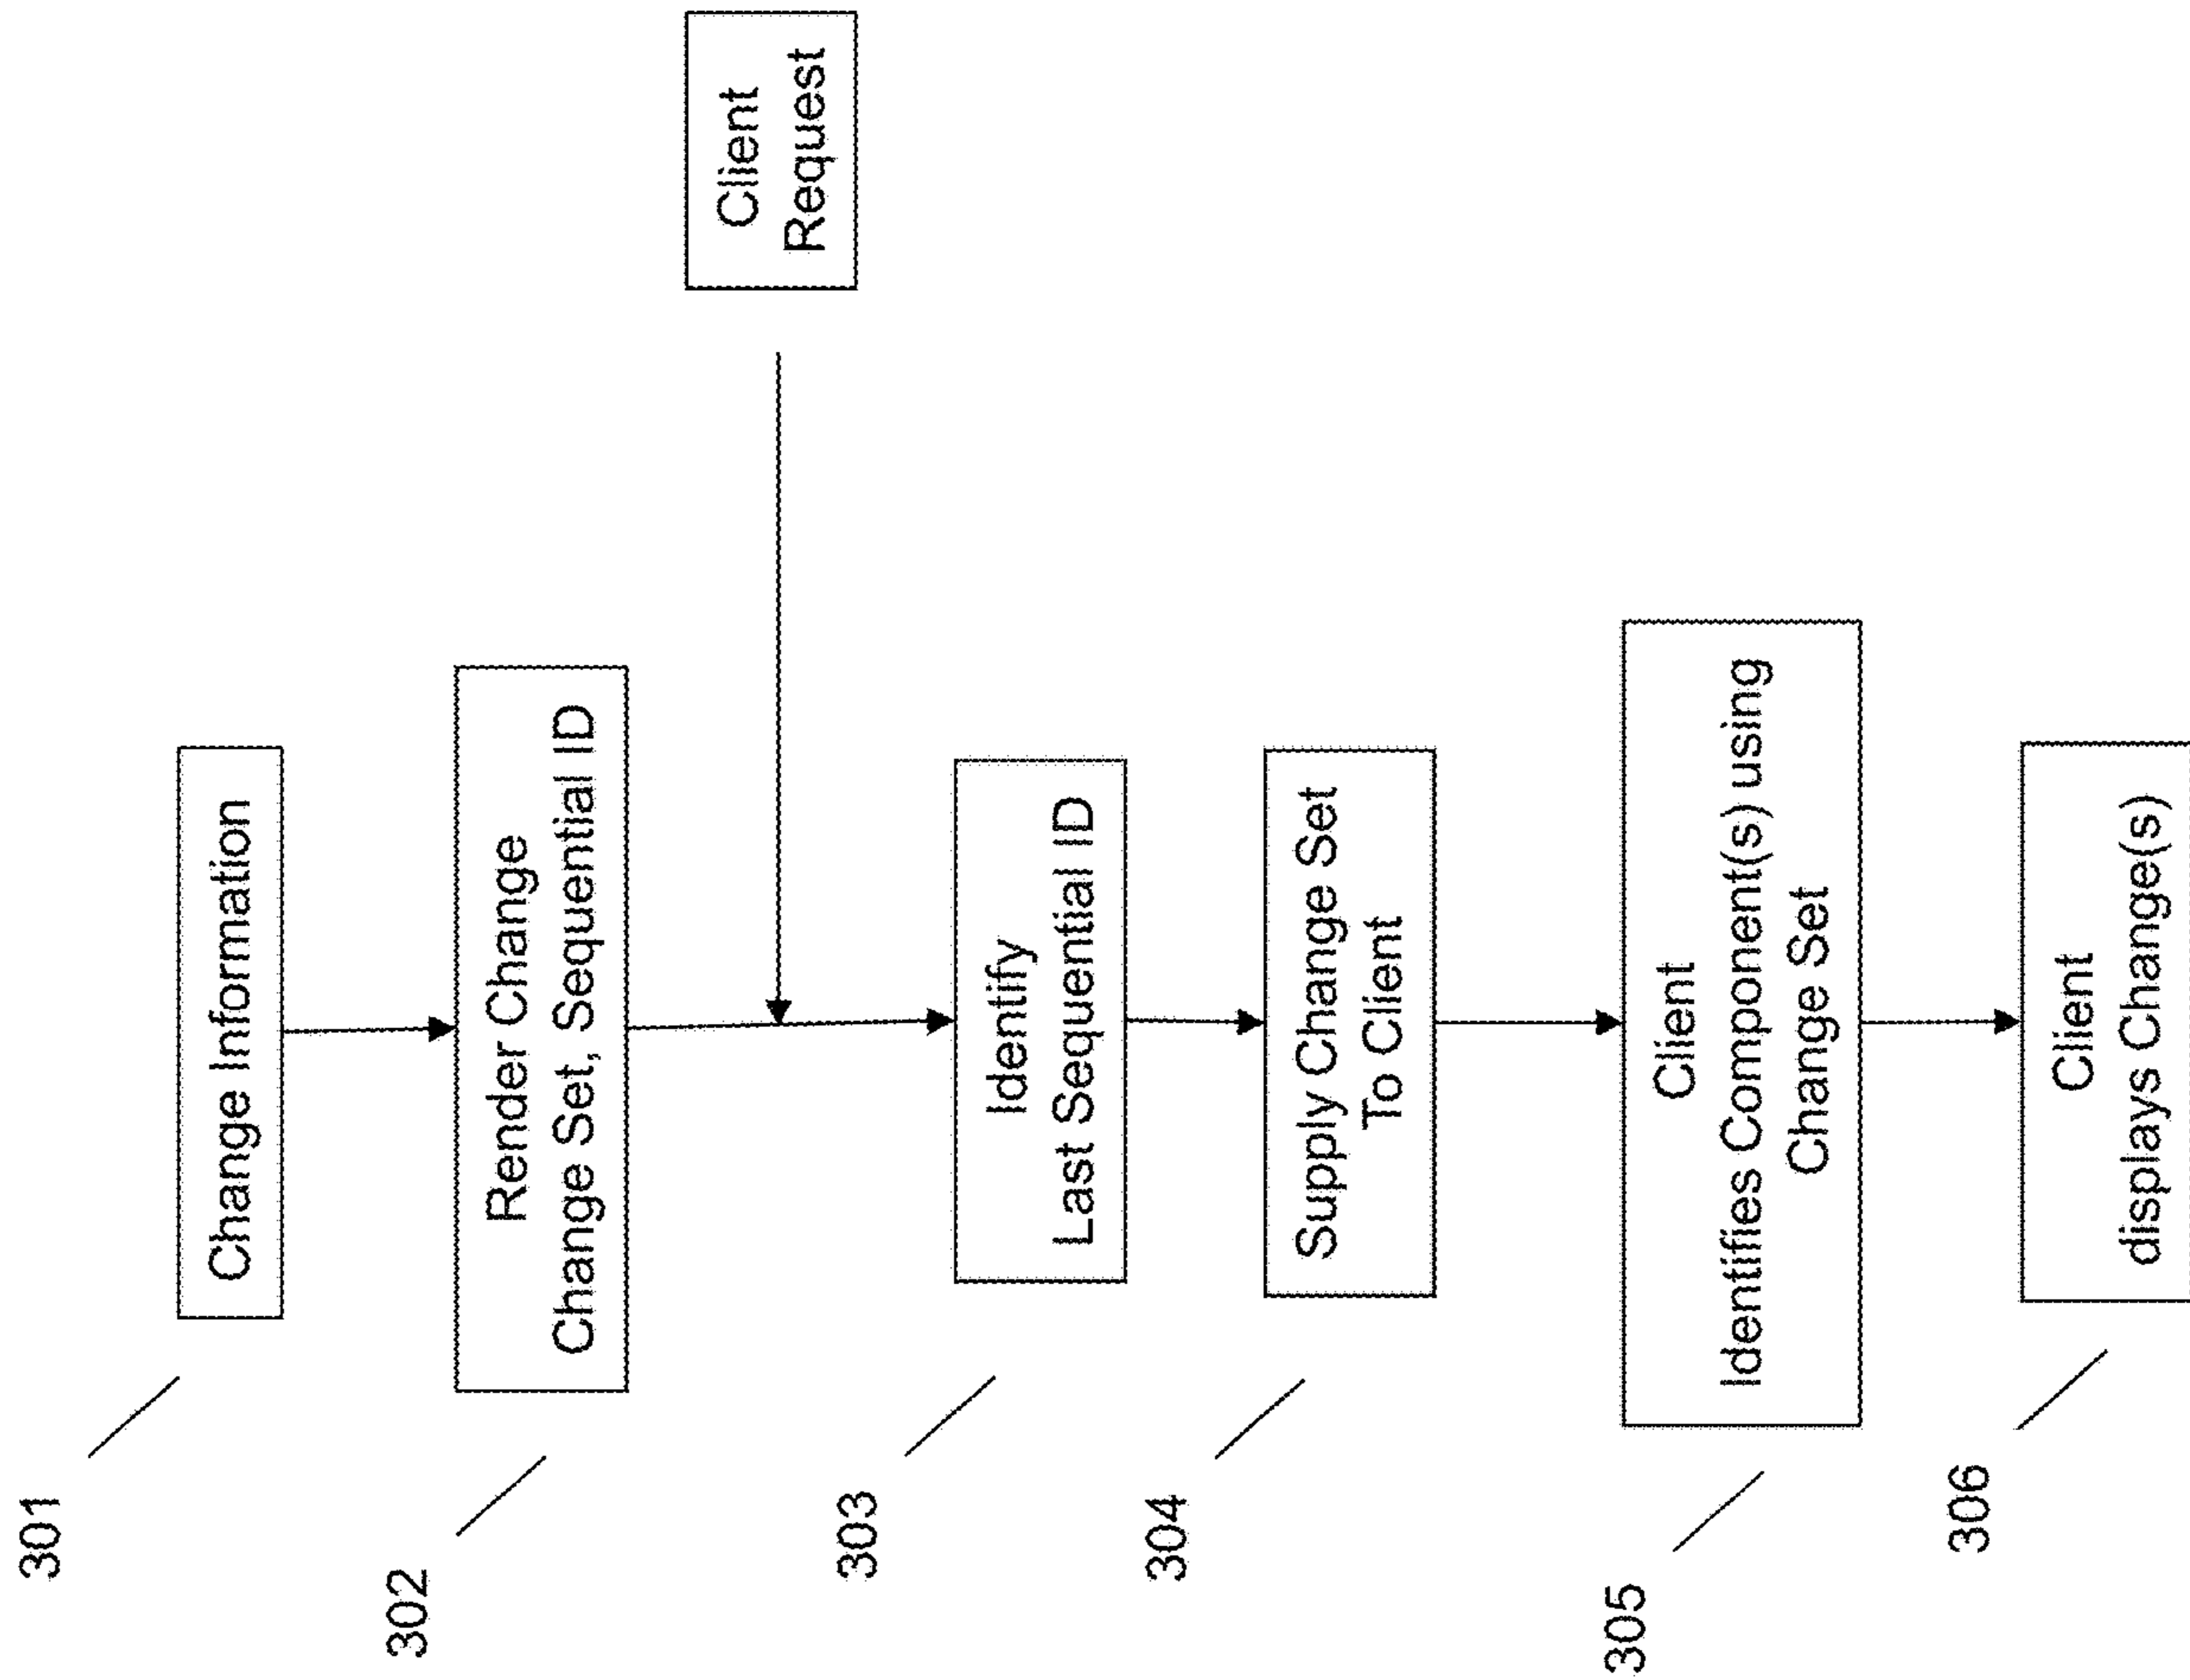 301
Change Information
302
Render Change
Change Set, Sequential ID
Client
Request
303
Identify
Last Sequential ID
304
Supply Change Set
To Client
305
Client
Identifies Component(s) using
Change Set
306
Client
displays Change(s)